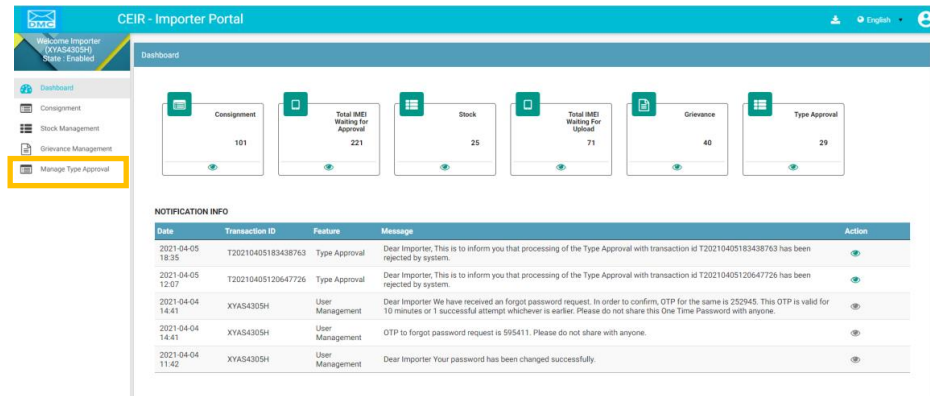 DMC
CEIR - Importer Portal
English
Welcome Importer
(XYAS4305H)
State : Enabled
Dashboard
Dashboard
Consignment
Stock Management
Grievance Management
Manage Type Approval
Consignment
101
Total IMEI
Waiting for
Approval
221
Stock
25
Total IMEI
Waiting For
Upload
71
Grievance
40
Type Approval
29
NOTIFICATION INFO
Date Transaction ID Feature Message Action
2021-04-05
18:35
T20210405183438763 Type Approval
Dear Importer, This is to inform you that processing of the Type Approval with transaction id T20210405183438763 has been
rejected by system.
2021-04-05
12:07
T20210405120647726 Type Approval
Dear Importer, This is to inform you that processing of the Type Approval with transaction id T20210405120647726 has been
rejected by system.
2021-04-04
14:41
XYAS4305H
User
Management
Dear Importer We have received an forgot password request. In order to confirm, OTP for the same is 252945. This OTP is valid for
10 minutes or 1 successful attempt whichever is earlier. Please do not share this One Time Password with anyone.
2021-04-04
14:41
XYAS4305H
User
Management
OTP to forgot password request is 595411. Please do not share with anyone.
2021-04-04
11:42
XYAS4305H
User
Management
Dear Importer Your password has been changed successfully.